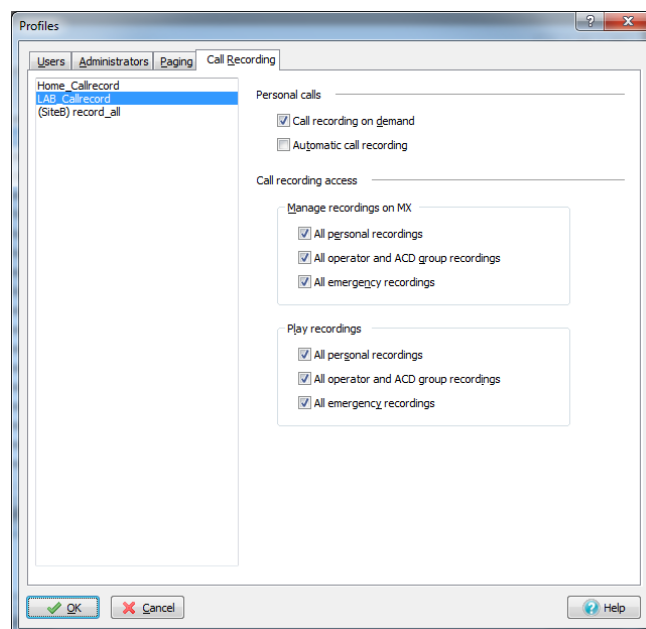 Profiles
Users Administrators Paging Call Recording
Home_Callrecord
LAB_Callrecord
(SiteB) record_all
Personal calls
Call recording on demand
Automatic call recording
Call recording access
Manage recordings on MX
All personal recordings
All operator and ACD group recordings
All emergency recordings
Play recordings
All personal recordings
All operator and ACD group recordings
All emergency recordings
OK Cancel Help